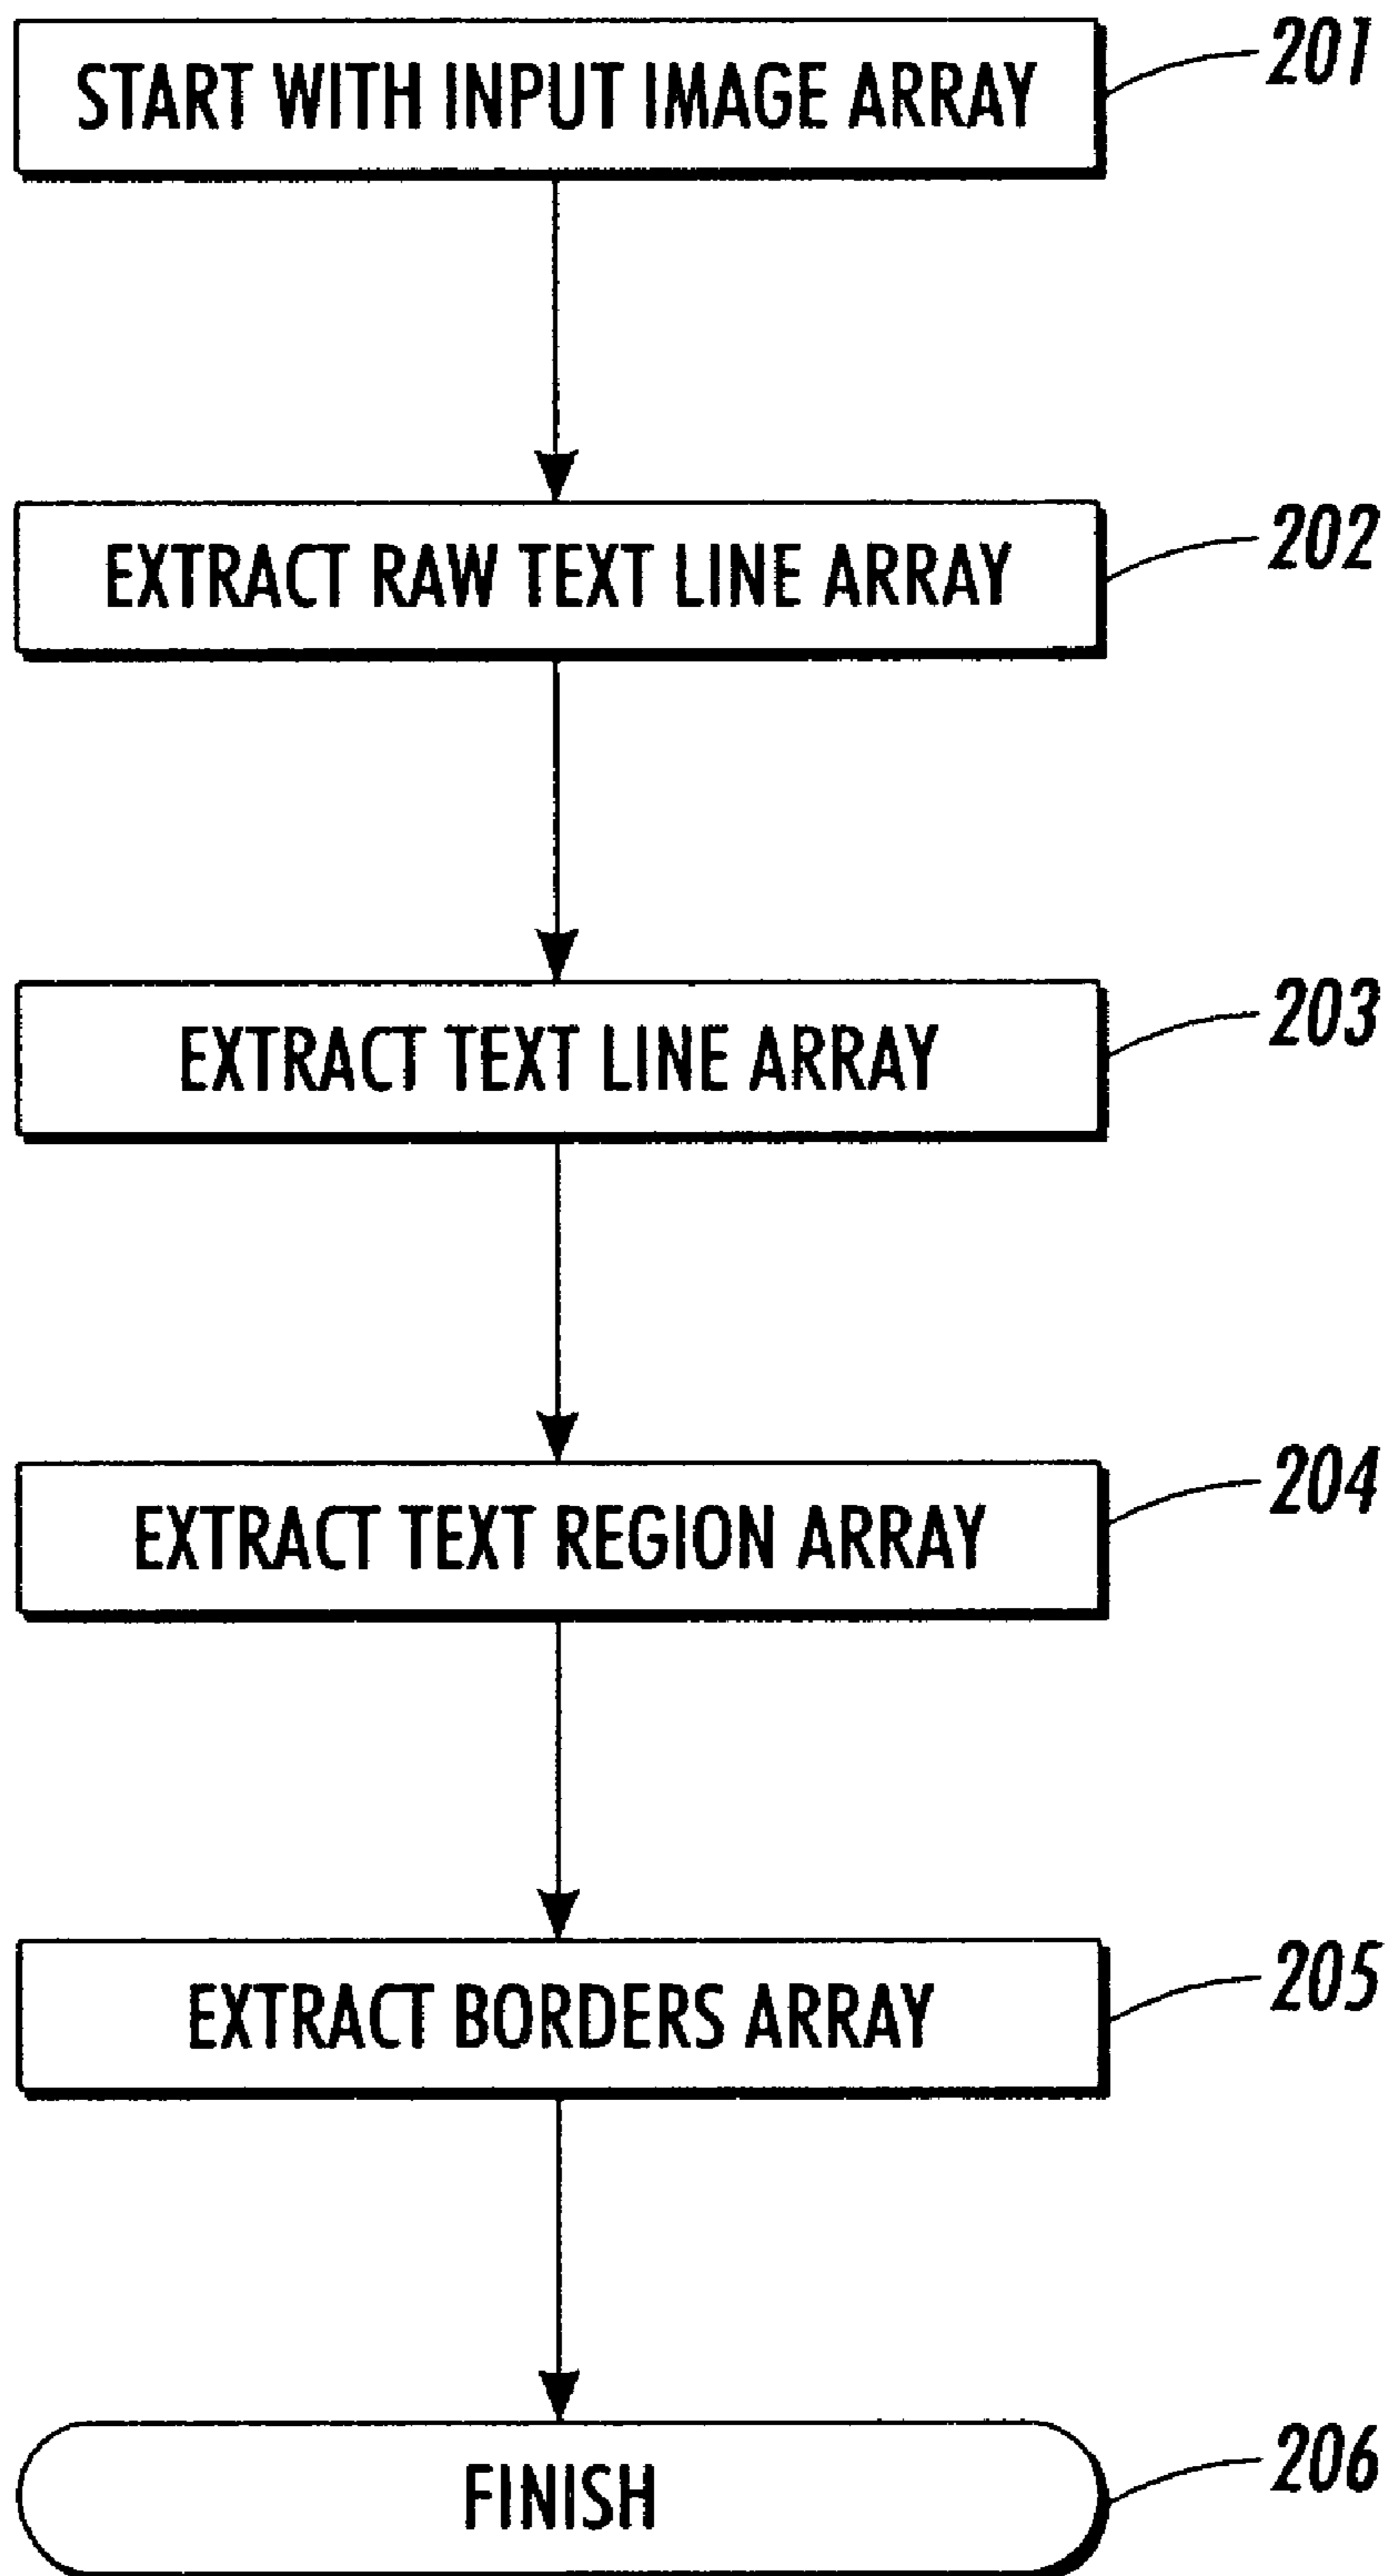 START WITH INPUT IMAGE ARRAY
201
EXTRACT RAW TEXT LINE ARRAY
202
EXTRACT TEXT LINE ARRAY
203
EXTRACT TEXT REGION ARRAY
204
EXTRACT BORDERS ARRAY
205
FINISH
206